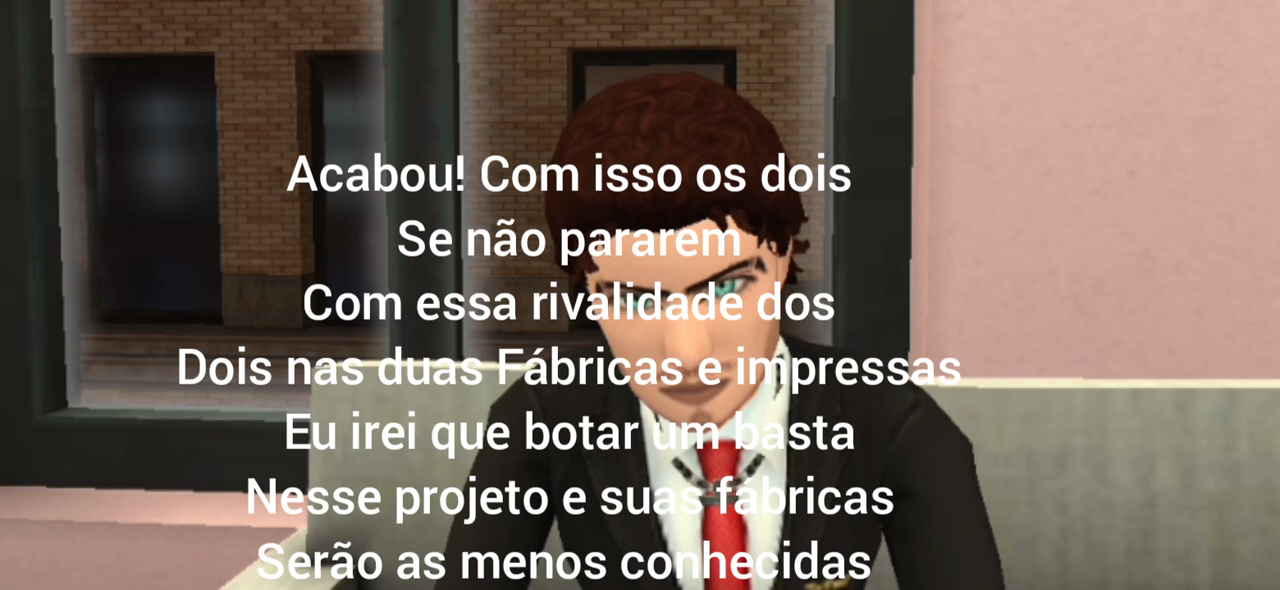 Acabou! Com isso os dois
Se não pararem
Com essa rivalidade dos
Dois nas duas Fábricas e impressas
Eu irei que botar um basta
Nesse projeto e suas fábricas
Serão as menos conhecidas